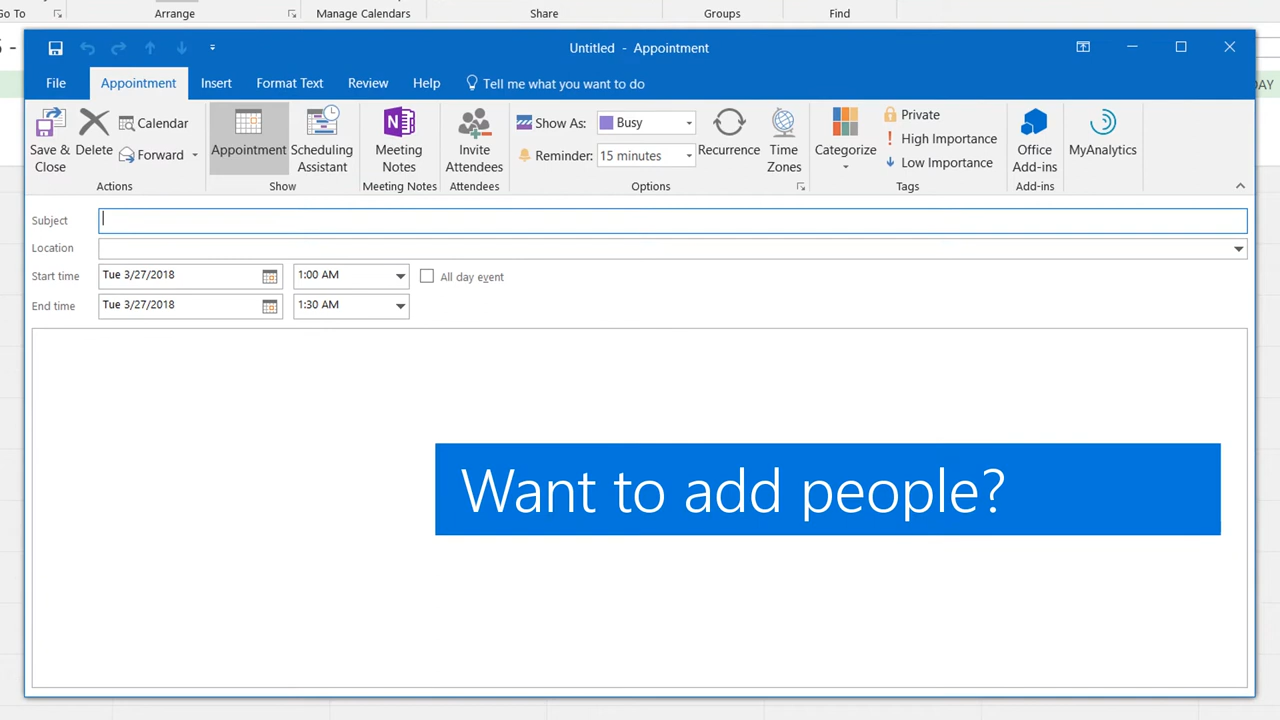 Go To
Arrange
Manage Calendars
Share
Groups
Find
Untitled - Appointment
File
Appointment
Insert
Format Text
Review
Help
Tell me what you want to do
DAY
Save & Close
Delete
Calendar
Forward
Actions
Appointment
Scheduling Assistant
Show
Meeting Notes
Meeting Notes
Invite Attendees
Attendees
Show As: Busy
Reminder: 15 minutes
Recurrence
Time Zones
Options
Categorize
Private
High Importance
Low Importance
Tags
Office Add-ins
Add-ins
MyAnalytics
Subject
Location
Start time Tue 3/27/2018 1:00 AM All day event
End time Tue 3/27/2018 1:30 AM
Want to add people?